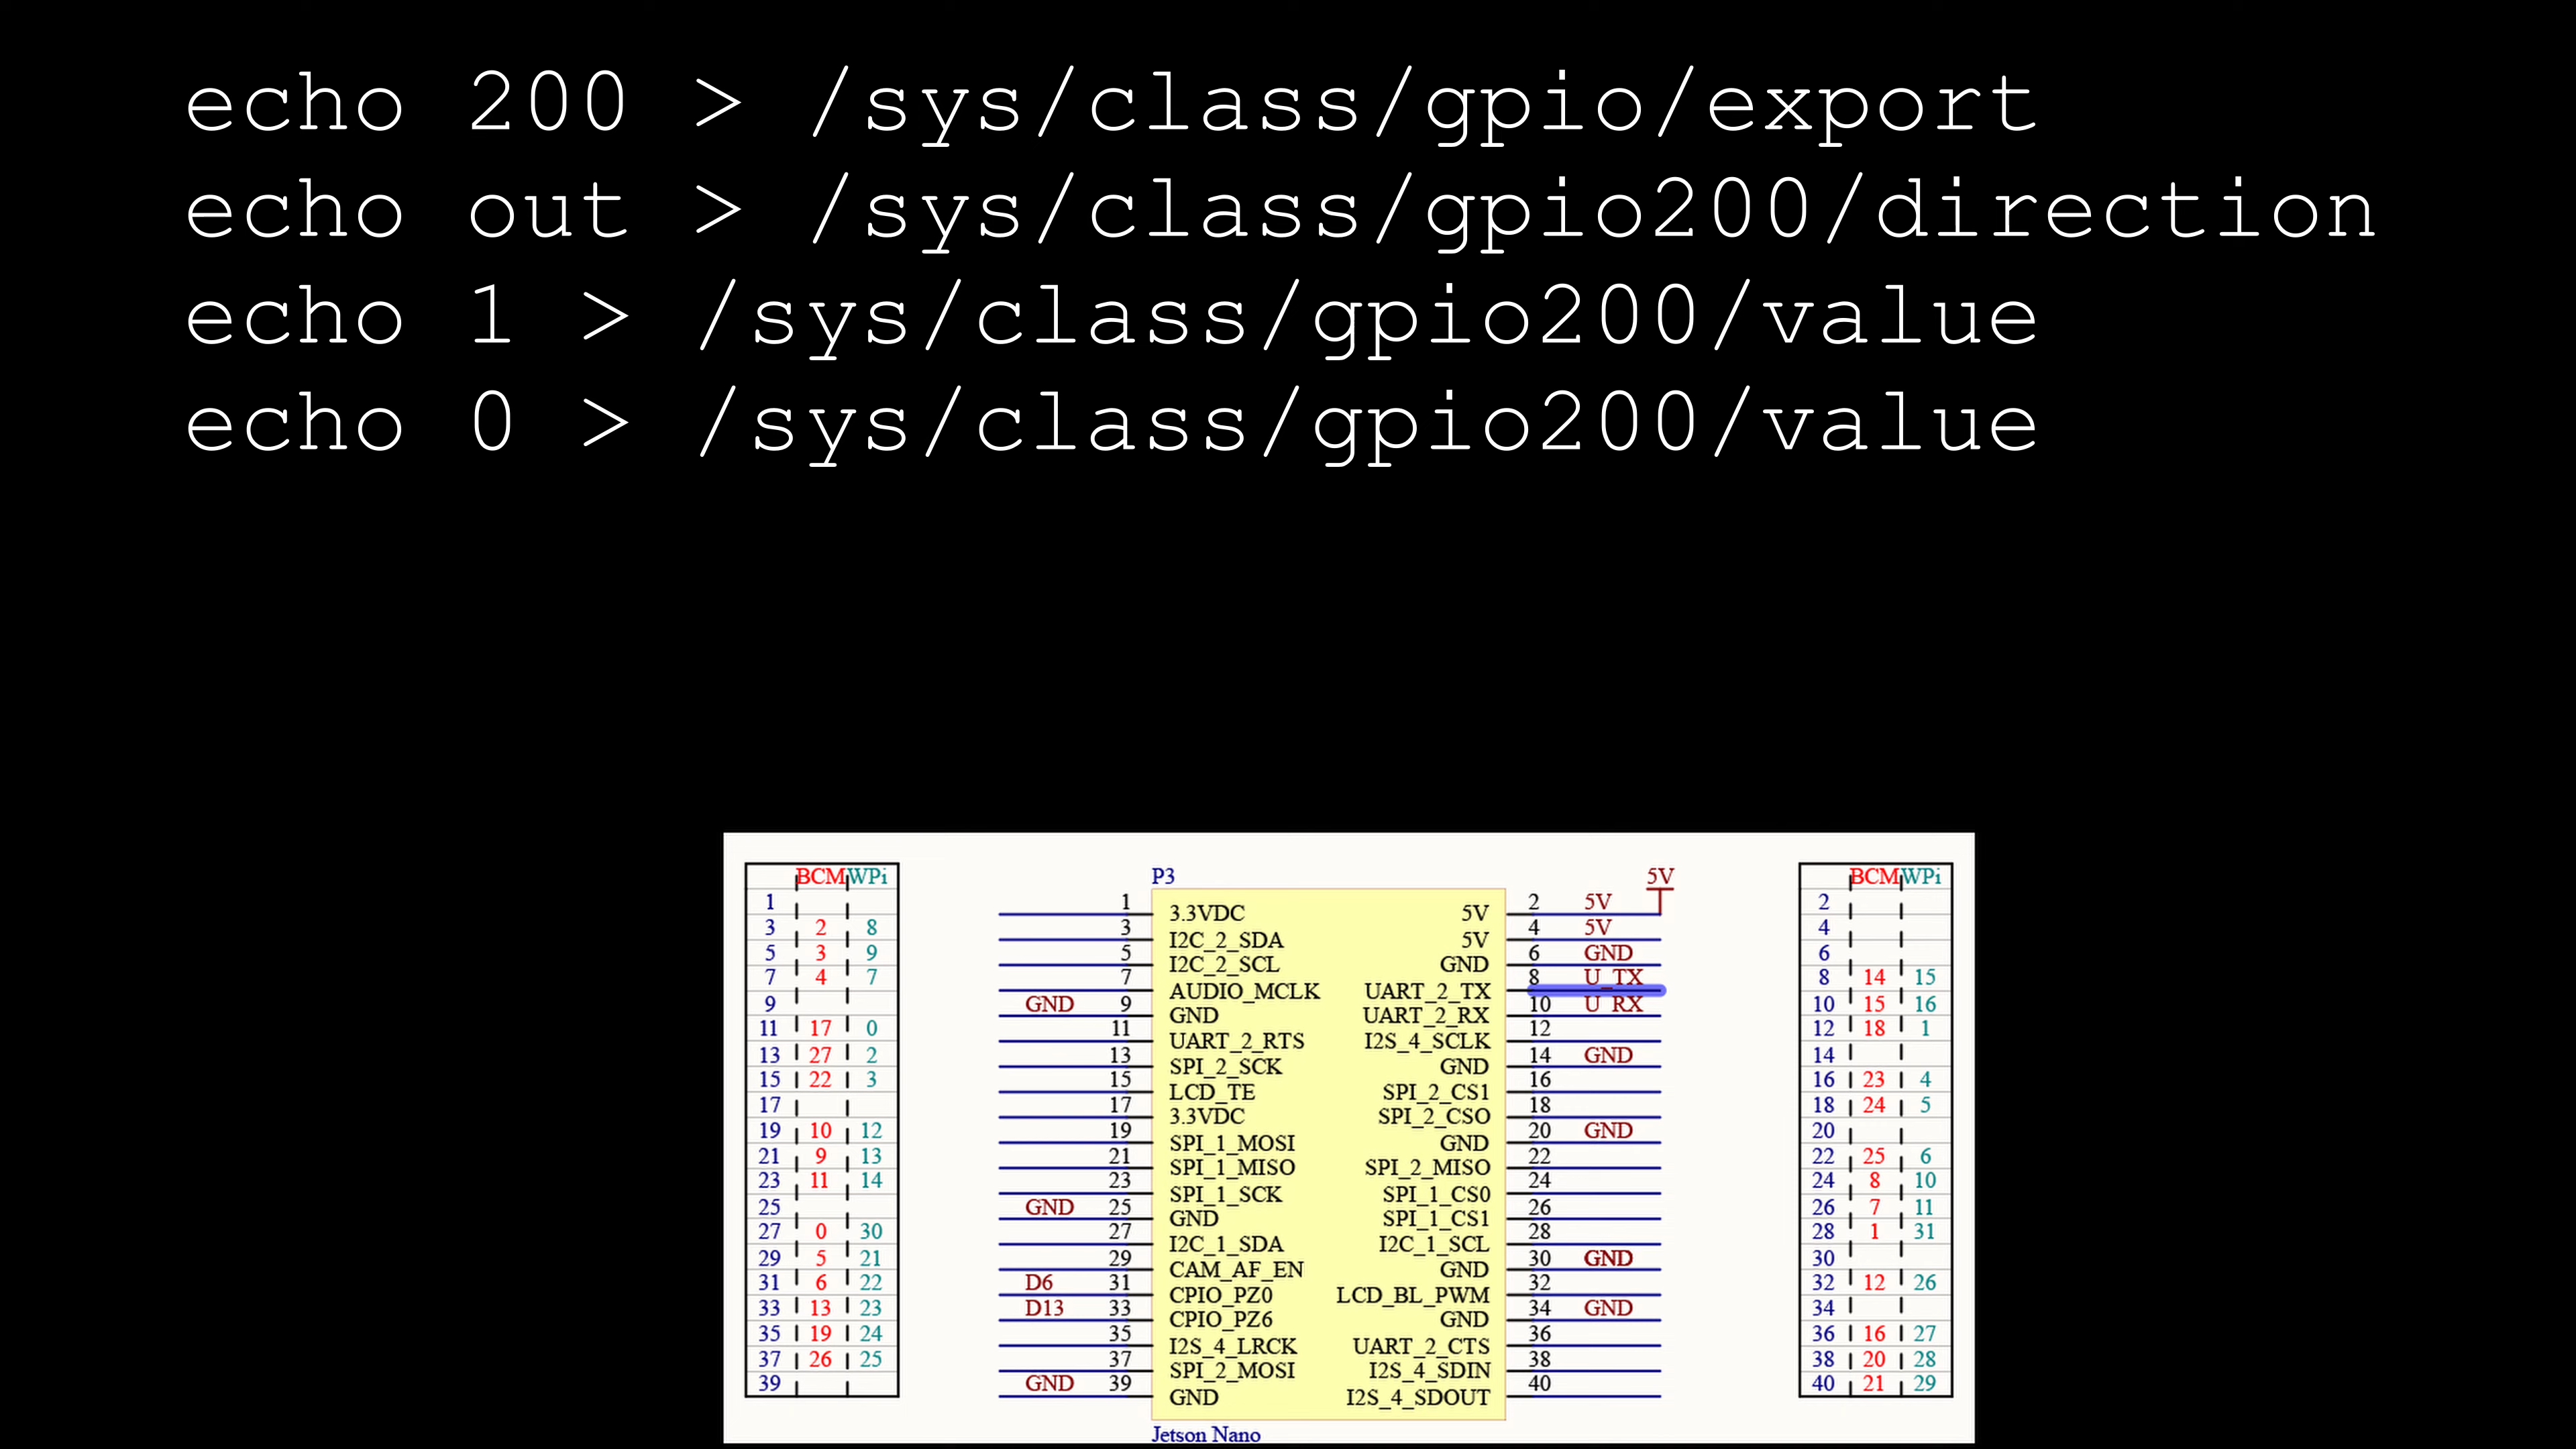 echo 200 > /sys/class/gpio/export
echo out > /sys/class/gpio200/direction
echo 1 > /sys/class/gpio200/value
echo 0 > /sys/class/gpio200/value
BCM WPi
1
3 2 8
5 3 9
7 4 7
9
11 17 0
13 27 2
15 22 3
17
19 10 12
21 9 13
23 11 14
25
27 0 30
29 5 21
31 6 22
33 13 23
35 19 24
37 26 25
39
P3 5V
1 3.3VDC 5V 2 5V
3 I2C_2_SDA 5V 4 5V
5 I2C_2_SCL GND 6 GND
7 AUDIO_MCLK UART_2_TX 8 U_TX
GND 9 GND UART_2_RX 10 U_RX
11 UART_2_RTS I2S_4_SCLK 12
13 SPI_2_SCK GND 14 GND
15 LCD_TE SPI_2_CS1 16
17 3.3VDC SPI_2_CSO 18
19 SPI_1_MOSI GND 20 GND
21 SPI_1_MISO SPI_2_MISO 22
23 SPI_1_SCK SPI_1_CS0 24
GND 25 GND SPI_1_CS1 26
27 I2C_1_SDA I2C_1_SCL 28
29 CAM_AF_EN GND 30 GND
D6 31 CPIO_PZ0 LCD_BL_PWM 32
D13 33 CPIO_PZ6 GND 34 GND
35 I2S_4_LRCK UART_2_CTS 36
37 SPI_2_MOSI I2S_4_SDIN 38
GND 39 GND I2S_4_SDOUT 40
Jetson Nano
BCM WPi
2
4
6
8 14 15
10 15 16
12 18 1
14
16 23 4
18 24 5
20
22 25 6
24 8 10
26 7 11
28 1 31
30
32 12 26
34
36 16 27
38 20 28
40 21 29